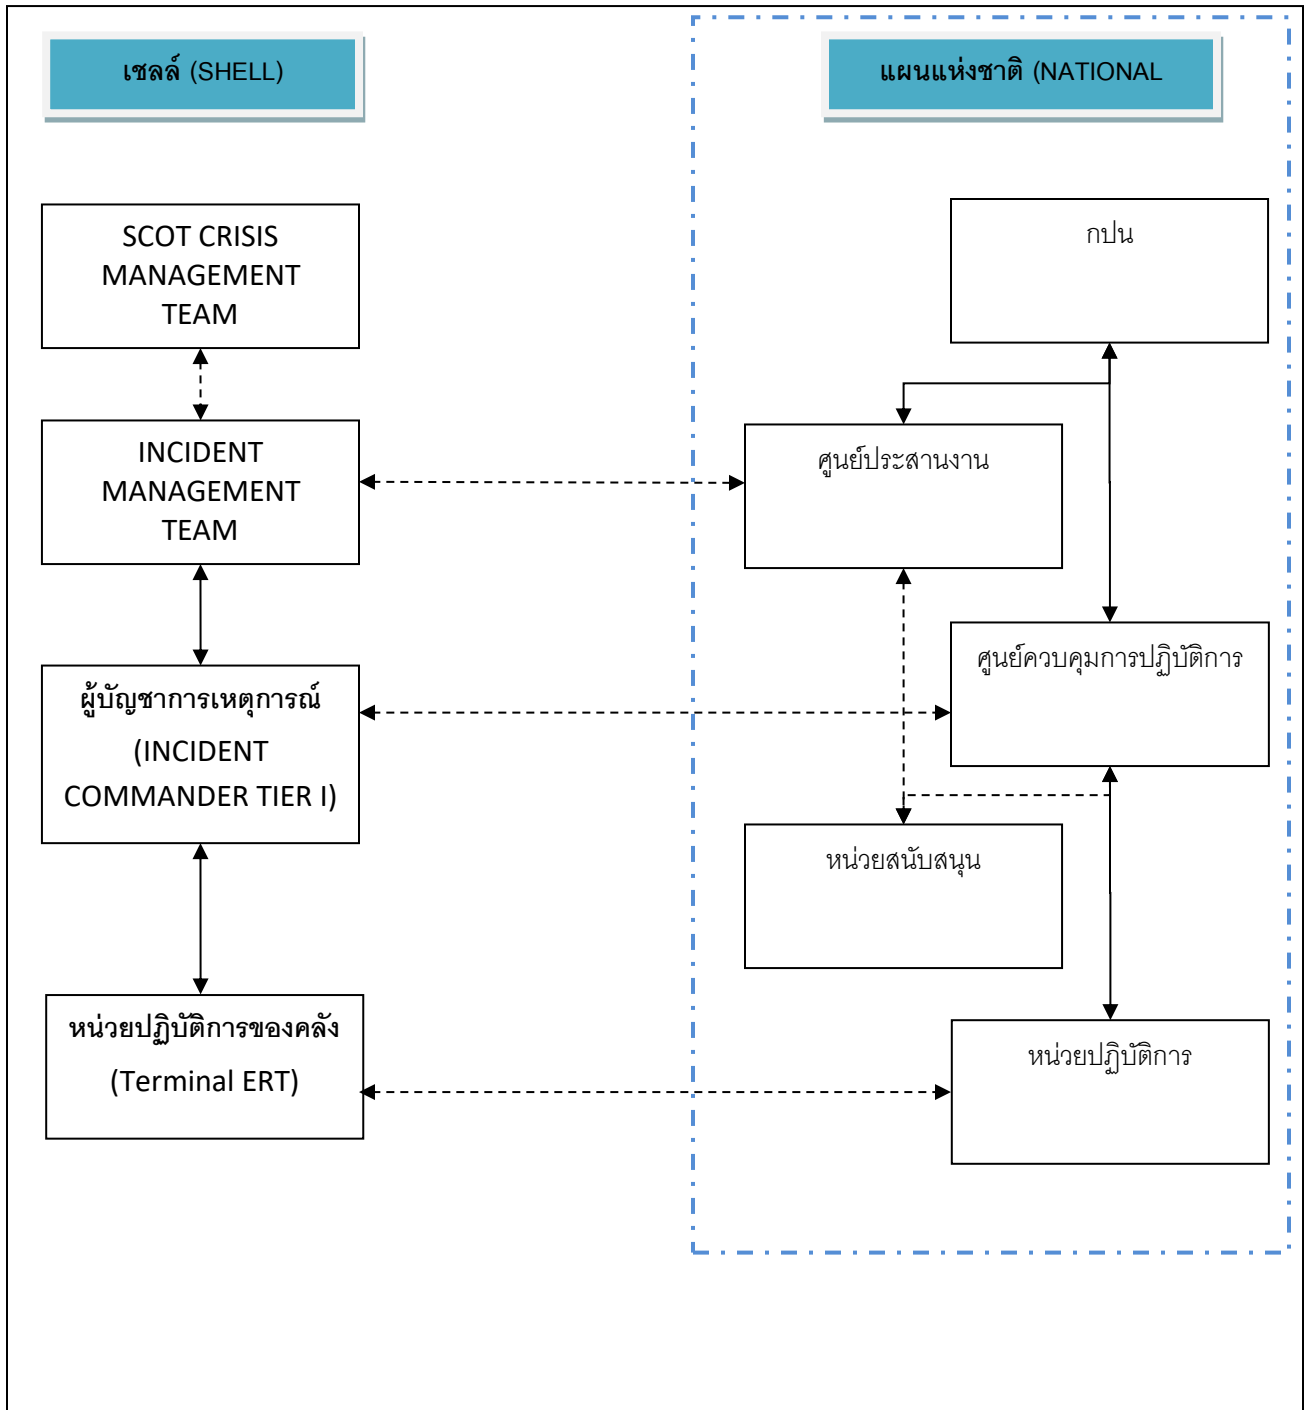 เชลล์ (SHELL)
แผนแห่งชาติ (NATIONAL
SCOT CRISIS
MANAGEMENT
TEAM
กปน
INCIDENT
MANAGEMENT
TEAM
ศูนย์ประสานงาน
ผู้บัญชาการเหตุการณ์
(INCIDENT
COMMANDER TIER I)
ศูนย์ควบคุมการปฏิบัติการ
หน่วยสนับสนุน
หน่วยปฏิบัติการของคลัง
(Terminal ERT)
หน่วยปฏิบัติการ